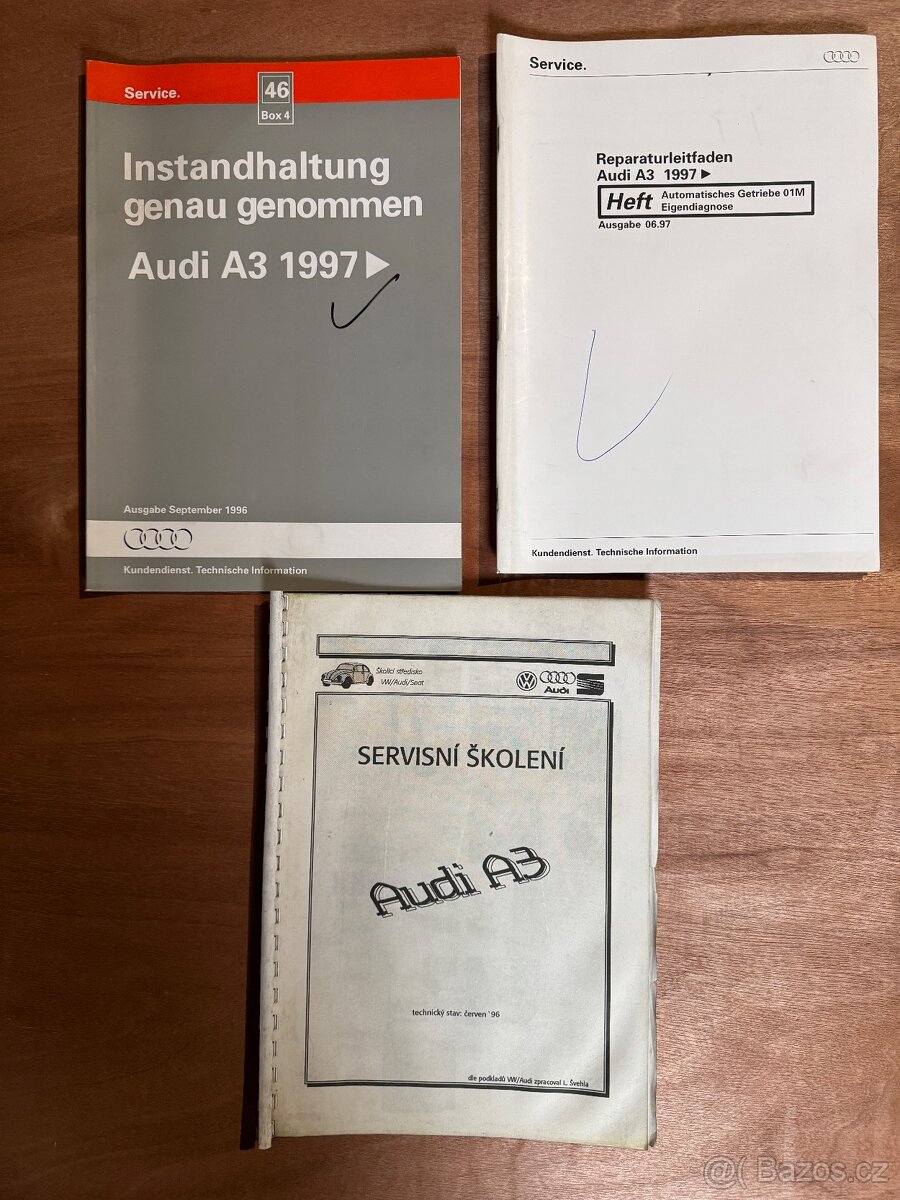 Service.
46
Box 4
Instandhaltung
genau genommen
Audi A3 1997 ▶
Ausgabe September 1996
Kundendienst. Technische Information
Service.
Reparaturleitfaden
Audi A3 1997 ▶
Heft Automatisches Getriebe 01M
Eigendiagnose
Ausgabe 06.97
Kundendienst. Technische Information
Školící středisko
VW/Audi/Seat
Audi
SERVISNÍ ŠKOLENÍ
Audi A3
technický stav: červen `96
dle podkladů VW/Audi zpracoval L. Švehla
@ Bazos.cz